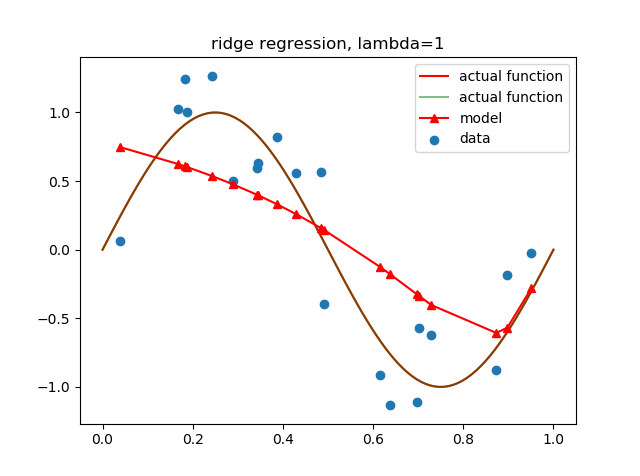 ridge regression, lambda=1
actual function
actual function
model
data
1.0
0.5
0.0
−0.5
−1.0
0.0 0.2 0.4 0.6 0.8 1.0